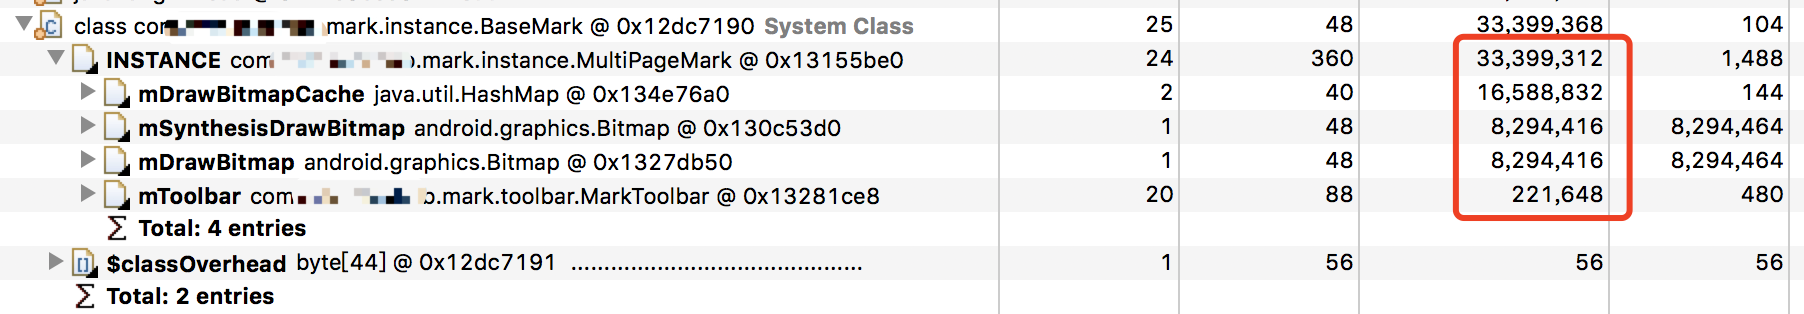 class com mark.instance.BaseMark @ 0x12dc7190 System Class 25 48 33,399,368 104
INSTANCE com .mark.instance.MultiPageMark @ 0x13155be0 24 360 33,399,312 1,488
mDrawBitmapCache java.util.HashMap @ 0x134e76a0 2 40 16,588,832 144
mSynthesisDrawBitmap android.graphics.Bitmap @ 0x130c53d0 1 48 8,294,416 8,294,464
mDrawBitmap android.graphics.Bitmap @ 0x1327db50 1 48 8,294,416 8,294,464
mToolbar com .mark.toolbar.MarkToolbar @ 0x13281ce8 20 88 221,648 480
∑ Total: 4 entries
[] $classOverhead byte[44] @ 0x12dc7191 ........................................... 1 56 56 56
∑ Total: 2 entries